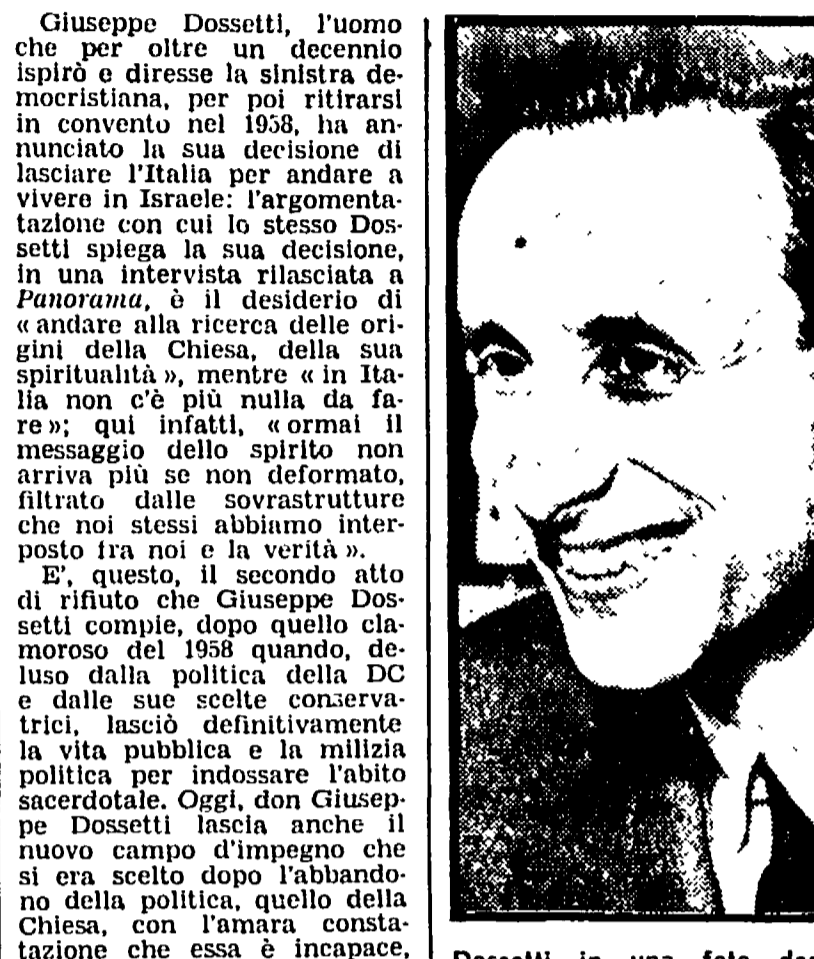 Giuseppe Dossetti, l'uomo
che per oltre un decennio
ispirò e diresse la sinistra de-
mocristiana, per poi ritirarsi
in convento nel 1958, ha an-
nunciato la sua decisione di
lasciare l'Italia per andare a
vivere in Israele: l'argomenta-
tazione con cui lo stesso Dos-
setti spiega la sua decisione,
in una intervista rilasciata a
Panorama, è il desiderio di
« andare alla ricerca delle ori-
gini della Chiesa, della sua
spiritualità », mentre « in Ita-
lia non c'è più nulla da fa-
re »; qui infatti, « ormai il
messaggio dello spirito non
arriva più se non deformato,
filtrato dalle sovrastrutture
che noi stessi abbiamo inter-
posto fra noi e la verità ».
E', questo, il secondo atto
di rifiuto che Giuseppe Dos-
setti compie, dopo quello cla-
moroso del 1958 quando, de-
luso dalla politica della DC
e dalle sue scelte conserva-
trici, lasciò definitivamente
la vita pubblica e la milizia
politica per indossare l'abito
sacerdotale. Oggi, don Giusep-
pe Dossetti lascia anche il
nuovo campo d'impegno che
si era scelto dopo l'abbando-
no della politica, quello della
Chiesa, con l'amara consta-
tazione che essa è incapace,
Dossetti in una foto